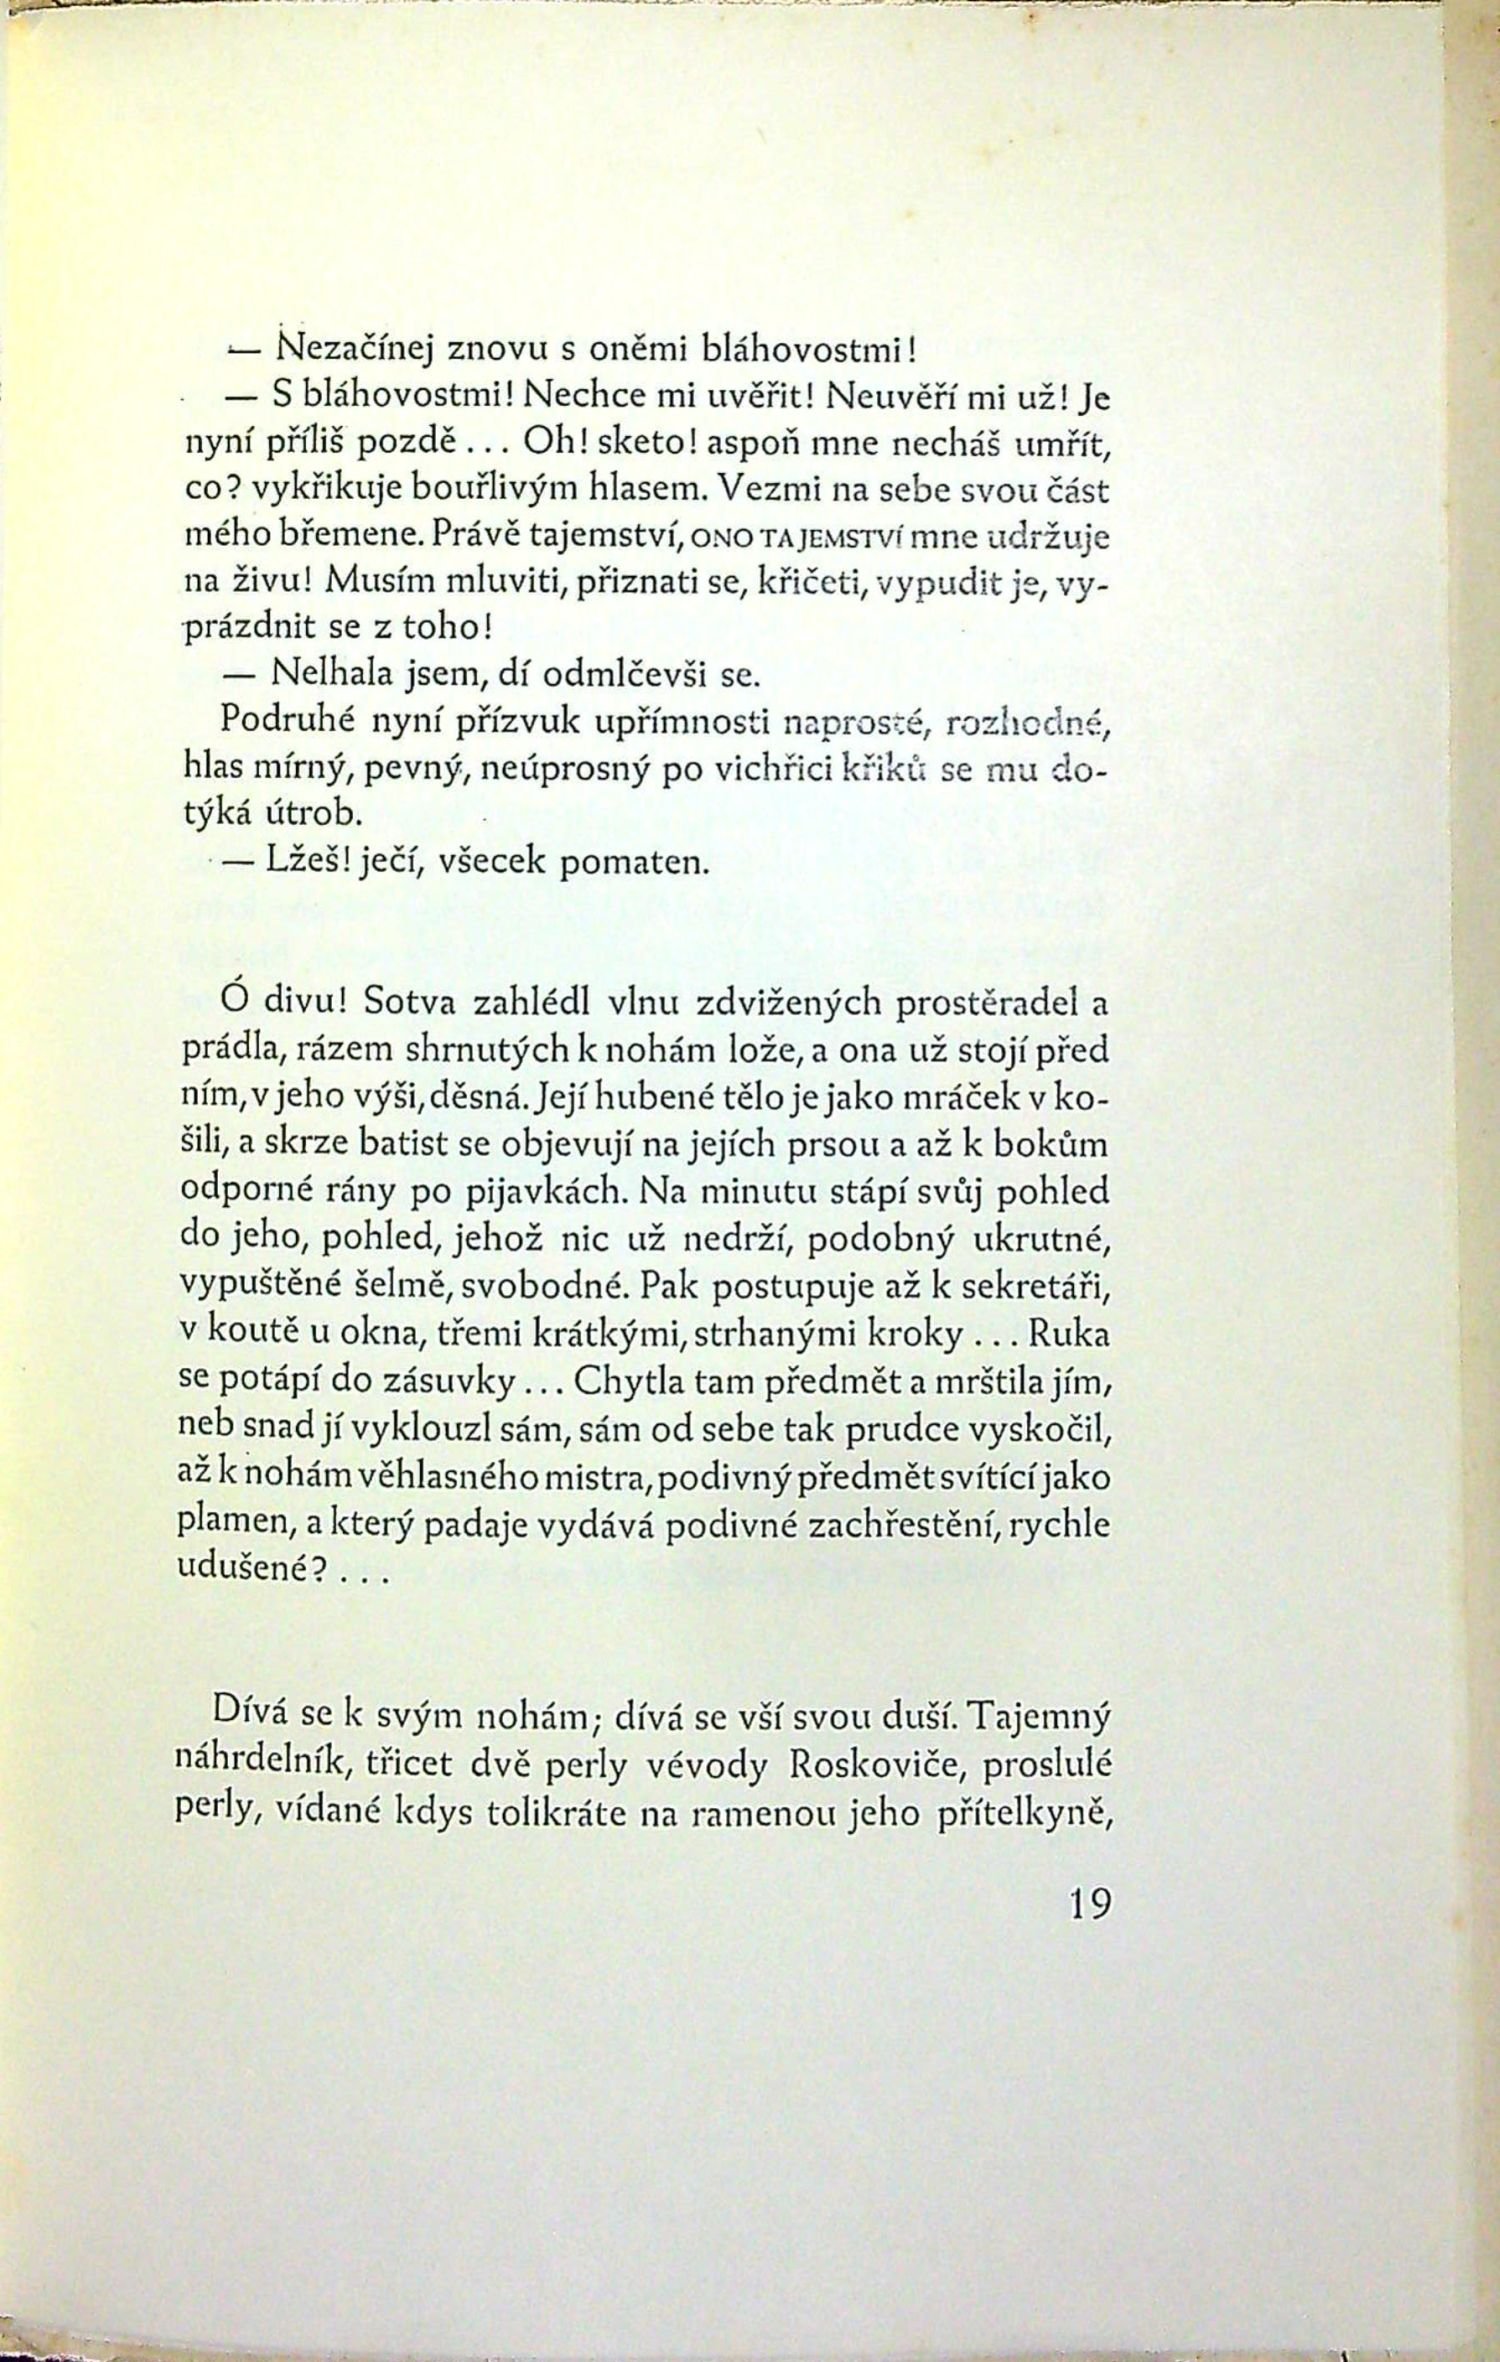 — Nezačínej znovu s oněmi bláhovostmi!
— S bláhovostmi! Nechce mi uvěřit! Neuvěří mi už! Je
nyní příliš pozdě . . . Oh! sketo! aspoň mne necháš umřít,
co? vykřikuje bouřlivým hlasem. Vezmi na sebe svou část
mého břemene. Právě tajemství, ONO TAJEMSTVÍ mne udržuje
na živu! Musím mluviti, přiznati se, křičeti, vypudit je, vy-
prázdnit se z toho!
— Nelhala jsem, dí odmlčevši se.
Podruhé nyní přízvuk upřímnosti naprosté, rozhodné,
hlas mírný, pevný, neúprosný po vichřici křiků se mu do-
týká útrob.
— Lžeš! ječí, všecek pomaten.
Ó divu! Sotva zahlédl vlnu zdvižených prostěradel a
prádla, rázem shrnutých k nohám lože, a ona už stojí před
ním, v jeho výši, děsná. Její hubené tělo je jako mráček v ko-
šili, a skrze batist se objevují na jejích prsou a až k bokům
odporné rány po pijavkách. Na minutu stápí svůj pohled
do jeho, pohled, jehož nic už nedrží, podobný ukrutné,
vypuštěné šelmě, svobodné. Pak postupuje až k sekretáři,
v koutě u okna, třemi krátkými, strhanými kroky . . . Ruka
se potápí do zásuvky . . . Chytla tam předmět a mrštila jím,
neb snad jí vyklouzl sám, sám od sebe tak prudce vyskočil,
až k nohám věhlasného mistra, podivný předmět svítící jako
plamen, a který padaje vydává podivné zachřestění, rychle
udušené? . . .
Dívá se k svým nohám; dívá se vší svou duší. Tajemný
náhrdelník, třicet dvě perly vévody Roskoviče, proslulé
perly, vídané kdys tolikráte na ramenou jeho přítelkyně,
19